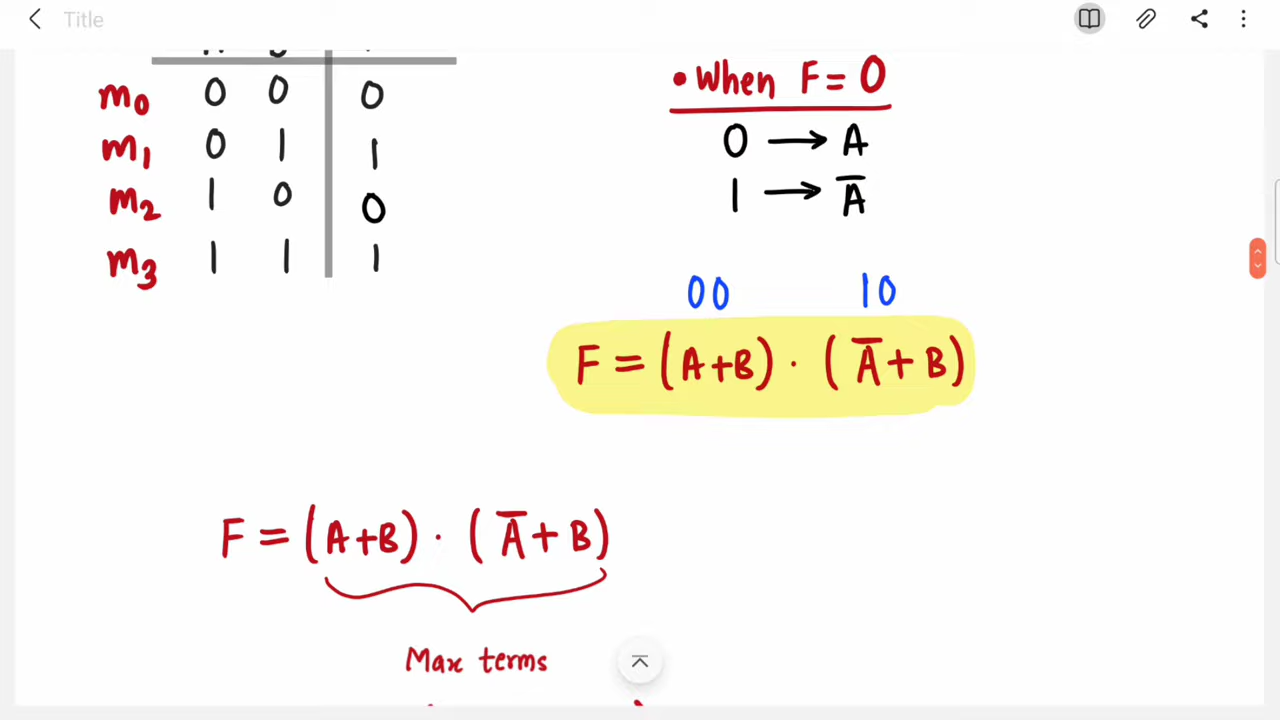 Title
m0 0 0 0
m1 0 1 1
m2 1 0 0
m3 1 1 1
• When F = 0
0 → A
1 → A̅
00 10
F = (A+B) · (A̅ + B)
F = (A+B) · (A̅ + B)
Max terms